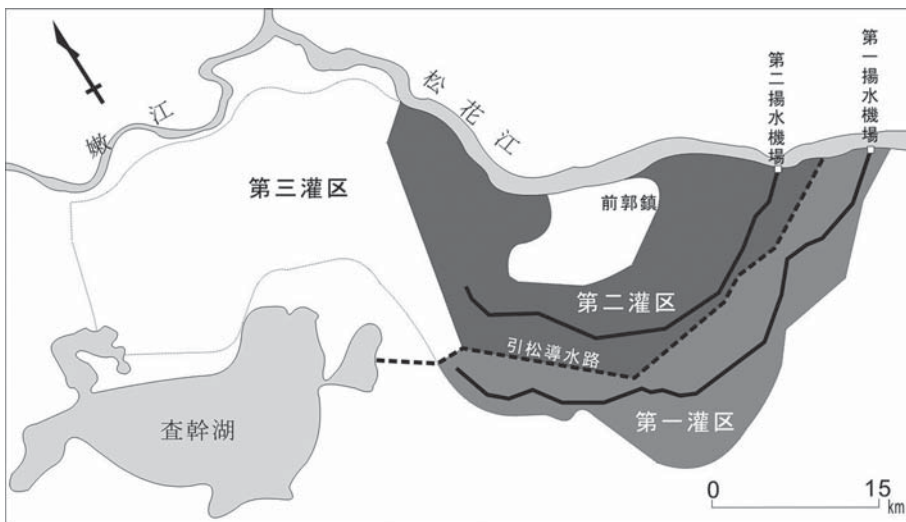 第一揚水機場
第二揚水機場
松花江
嫩江
第三灌区
前郭鎮
第二灌区
引松導水路
第一灌区
查幹湖
0 15
km